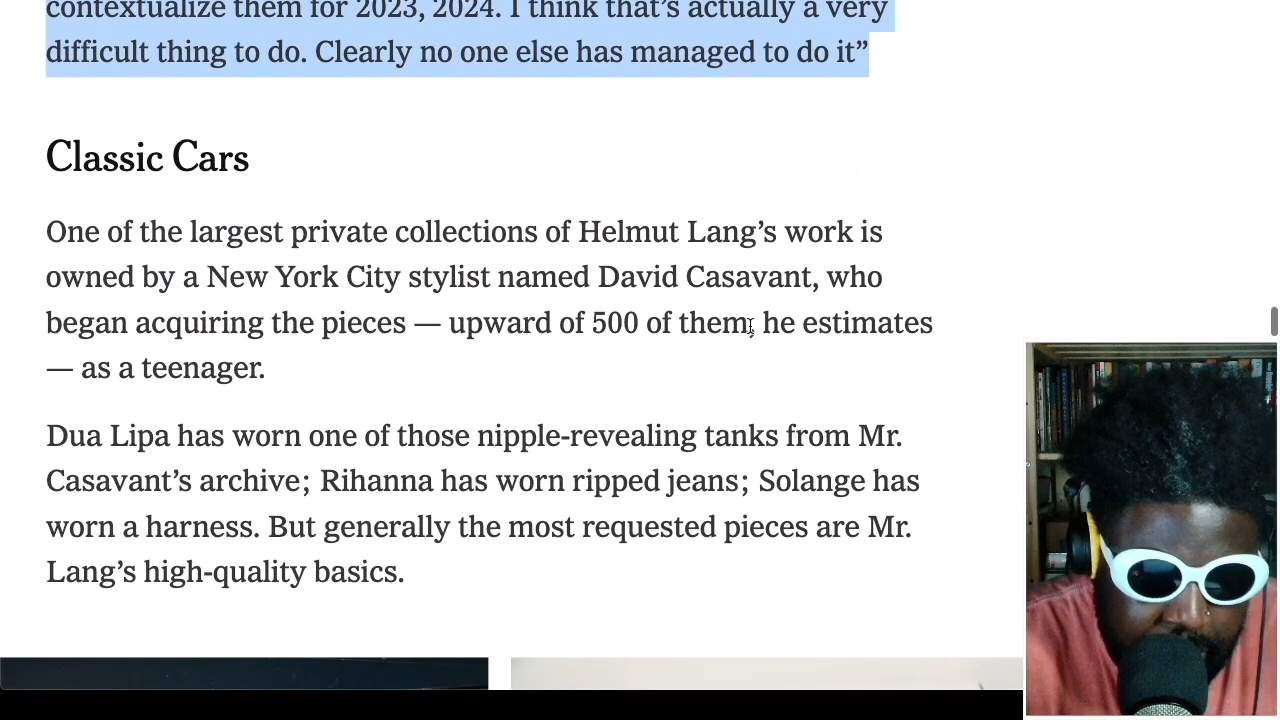 contextualize them for 2023, 2024. I think that’s actually a very
difficult thing to do. Clearly no one else has managed to do it”
Classic Cars
One of the largest private collections of Helmut Lang’s work is
owned by a New York City stylist named David Casavant, who
began acquiring the pieces — upward of 500 of them, he estimates
— as a teenager.
Dua Lipa has worn one of those nipple-revealing tanks from Mr.
Casavant’s archive; Rihanna has worn ripped jeans; Solange has
worn a harness. But generally the most requested pieces are Mr.
Lang’s high-quality basics.